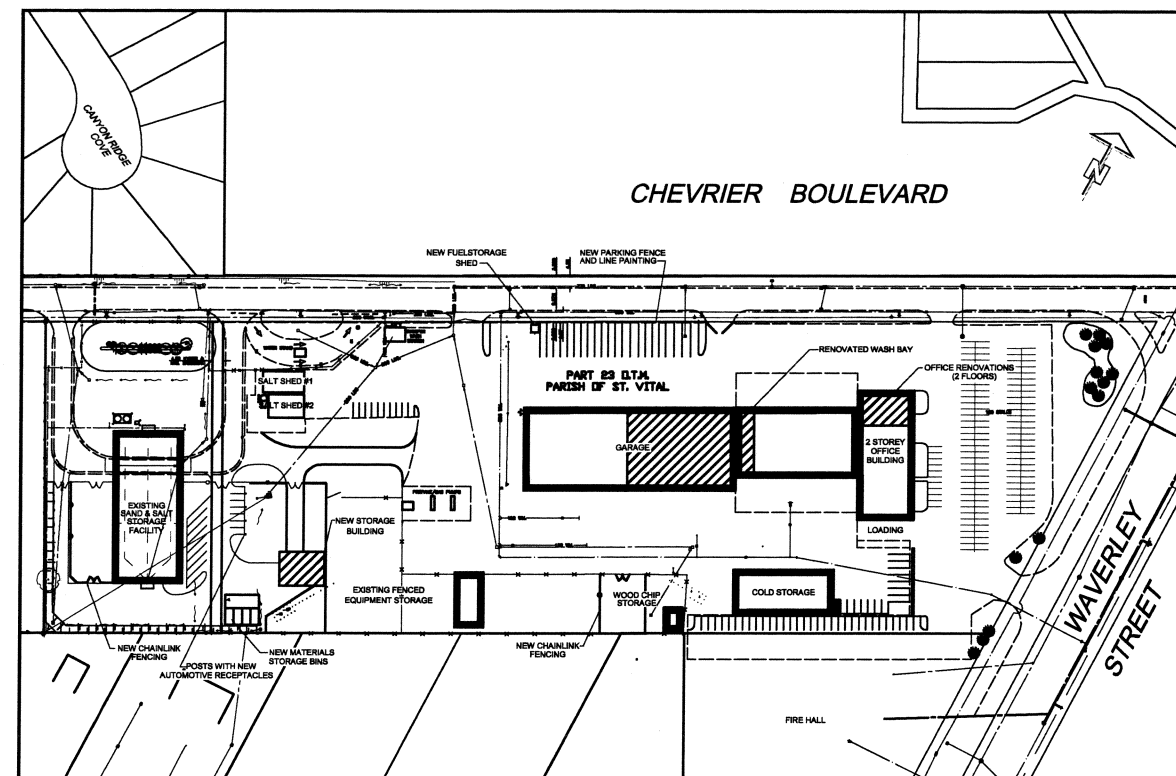 CANYON RIDGE
COVE
N
CHEVRIER BOULEVARD
NEW FUELSTORAGE
SHED
NEW PARKING FENCE
AND LINE PAINTING
RENOVATED WASH BAY
PART 23 D.T.M.
PARISH OF ST. VITAL
OFFICE RENOVATIONS
(2 FLOORS)
SALT SHED #1
SALT SHED #2
GARAGE
2 STOREY
OFFICE
BUILDING
EXISTING
SAND & SALT
STORAGE
FACILITY
NEW STORAGE
BUILDING
LOADING
EXISTING FENCED
EQUIPMENT STORAGE
WOOD CHIP
STORAGE
COLD STORAGE
WAVERLEY
STREET
NEW CHAINLINK
FENCING
NEW MATERIALS
STORAGE BINS
POSTS WITH NEW
AUTOMOTIVE RECEPTACLES
NEW CHAINLINK
FENCING
FIRE HALL